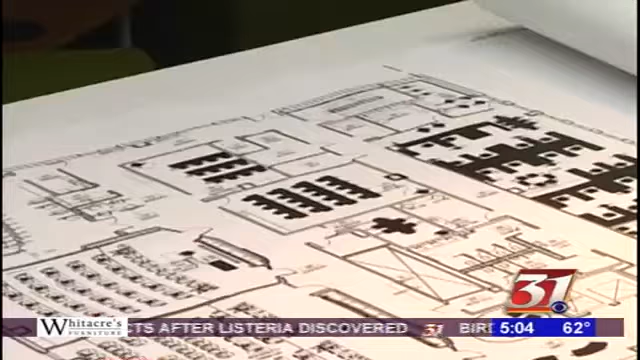 31
Whitacre's
FURNITURE
CTS AFTER LISTERIA DISCOVERED 31 BIR
5:04 62°